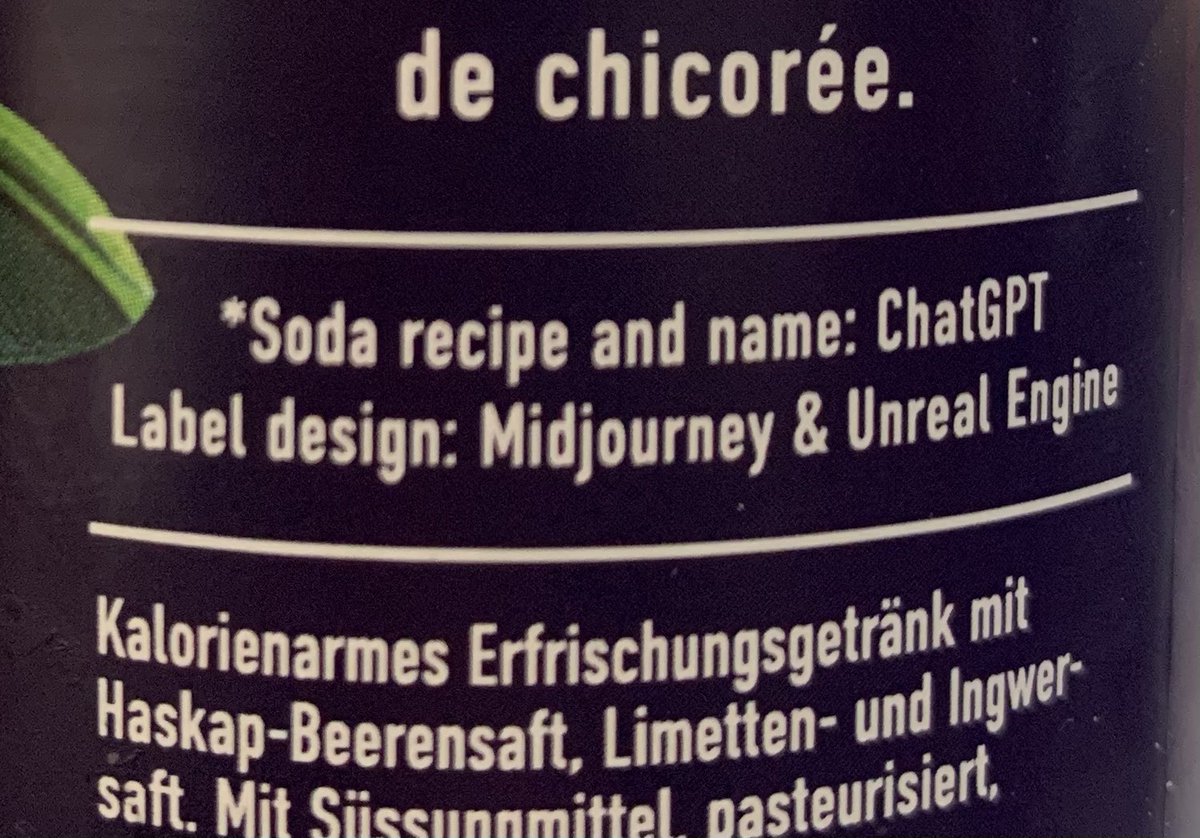 de chicorée.
*Soda recipe and name: ChatGPT
Label design: Midjourney & Unreal Engine
Kalorienarmes Erfrischungsgetränk mit
Haskap-Beerensaft, Limetten- und Ingwer-
saft. Mit Süssungmittel, pasteurisiert,